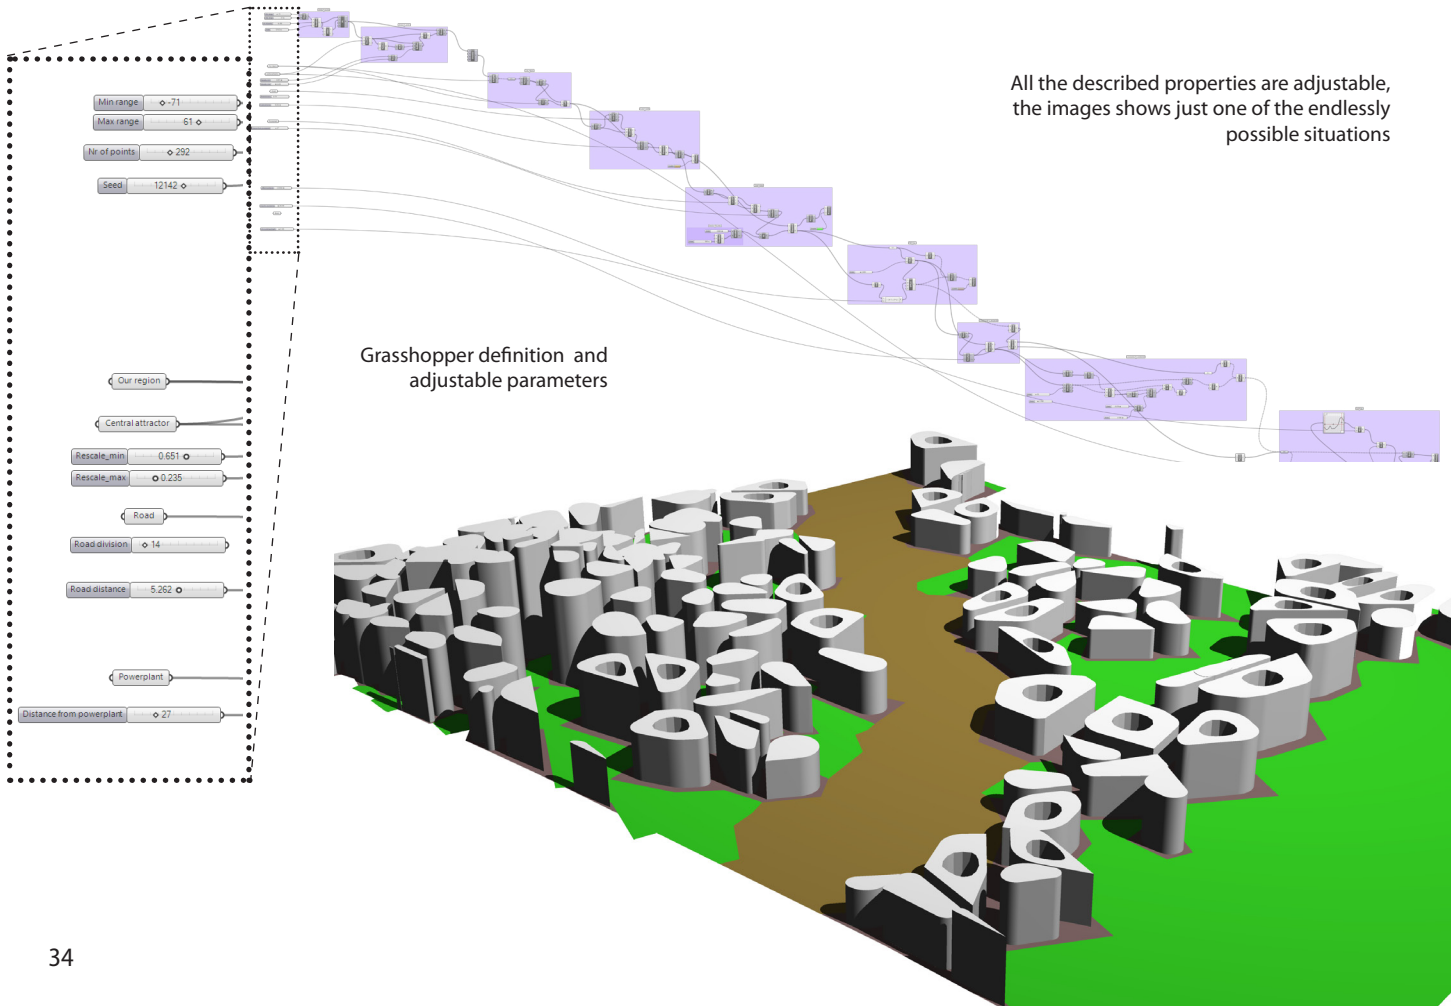 All the described properties are adjustable,
the images shows just one of the endlessly
possible situations
Min range -71
Max range 61
Nr of points 292
Seed 12142
Grasshopper definition and
adjustable parameters
Our region
Central attractor
Rescale_min 0.651
Rescale_max 0.235
Road
Road division 14
Road distance 5.262
Powerplant
Distance from powerplant 27
34